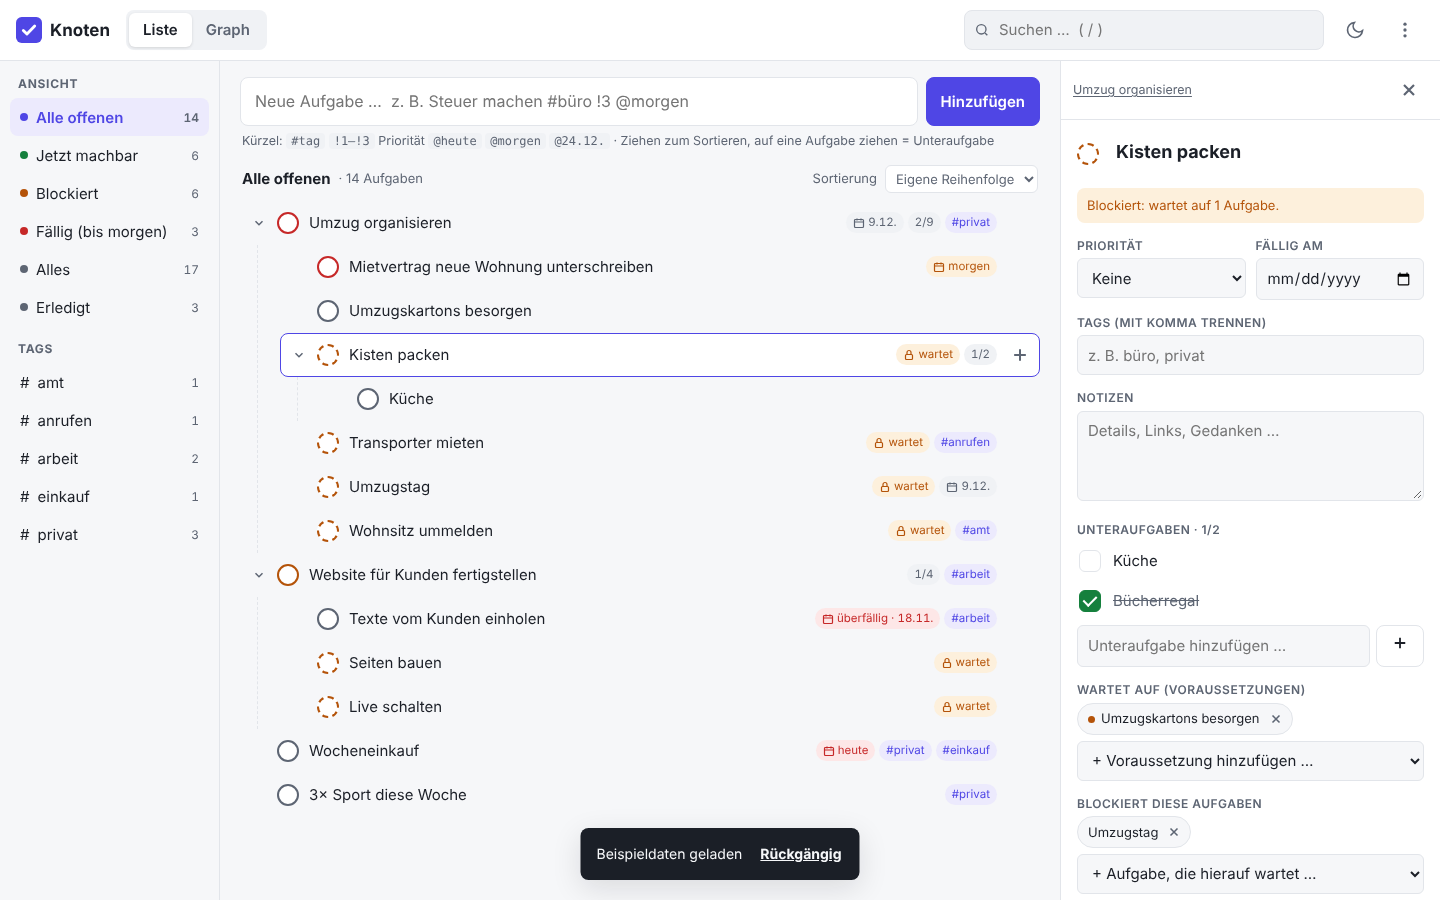 Knoten
Liste
Graph
Suchen … ( / )
ANSICHT
Alle offenen 14
Jetzt machbar 6
Blockiert 6
Fällig (bis morgen) 3
Alles 17
Erledigt 3
TAGS
# amt 1
# anrufen 1
# arbeit 2
# einkauf 1
# privat 3
Neue Aufgabe … z. B. Steuer machen #büro !3 @morgen
Hinzufügen
Kürzel: #tag !1–!3 Priorität @heute @morgen @24.12. · Ziehen zum Sortieren, auf eine Aufgabe ziehen = Unteraufgabe
Alle offenen · 14 Aufgaben
Sortierung Eigene Reihenfolge
Umzug organisieren 9.12. 2/9 #privat
Mietvertrag neue Wohnung unterschreiben morgen
Umzugskartons besorgen
Kisten packen wartet 1/2 +
Küche
Transporter mieten wartet #anrufen
Umzugstag wartet 9.12.
Wohnsitz ummelden wartet #amt
Website für Kunden fertigstellen 1/4 #arbeit
Texte vom Kunden einholen überfällig · 18.11. #arbeit
Seiten bauen wartet
Live schalten wartet
Wocheneinkauf heute #privat #einkauf
3× Sport diese Woche #privat
Beispieldaten geladen Rückgängig
Umzug organisieren ✕
Kisten packen
Blockiert: wartet auf 1 Aufgabe.
PRIORITÄT FÄLLIG AM
Keine mm/dd/yyyy
TAGS (MIT KOMMA TRENNEN)
z. B. büro, privat
NOTIZEN
Details, Links, Gedanken …
UNTERAUFGABEN · 1/2
Küche
Bücherregal
Unteraufgabe hinzufügen … +
WARTET AUF (VORAUSSETZUNGEN)
Umzugskartons besorgen ✕
+ Voraussetzung hinzufügen …
BLOCKIERT DIESE AUFGABEN
Umzugstag ✕
+ Aufgabe, die hierauf wartet …